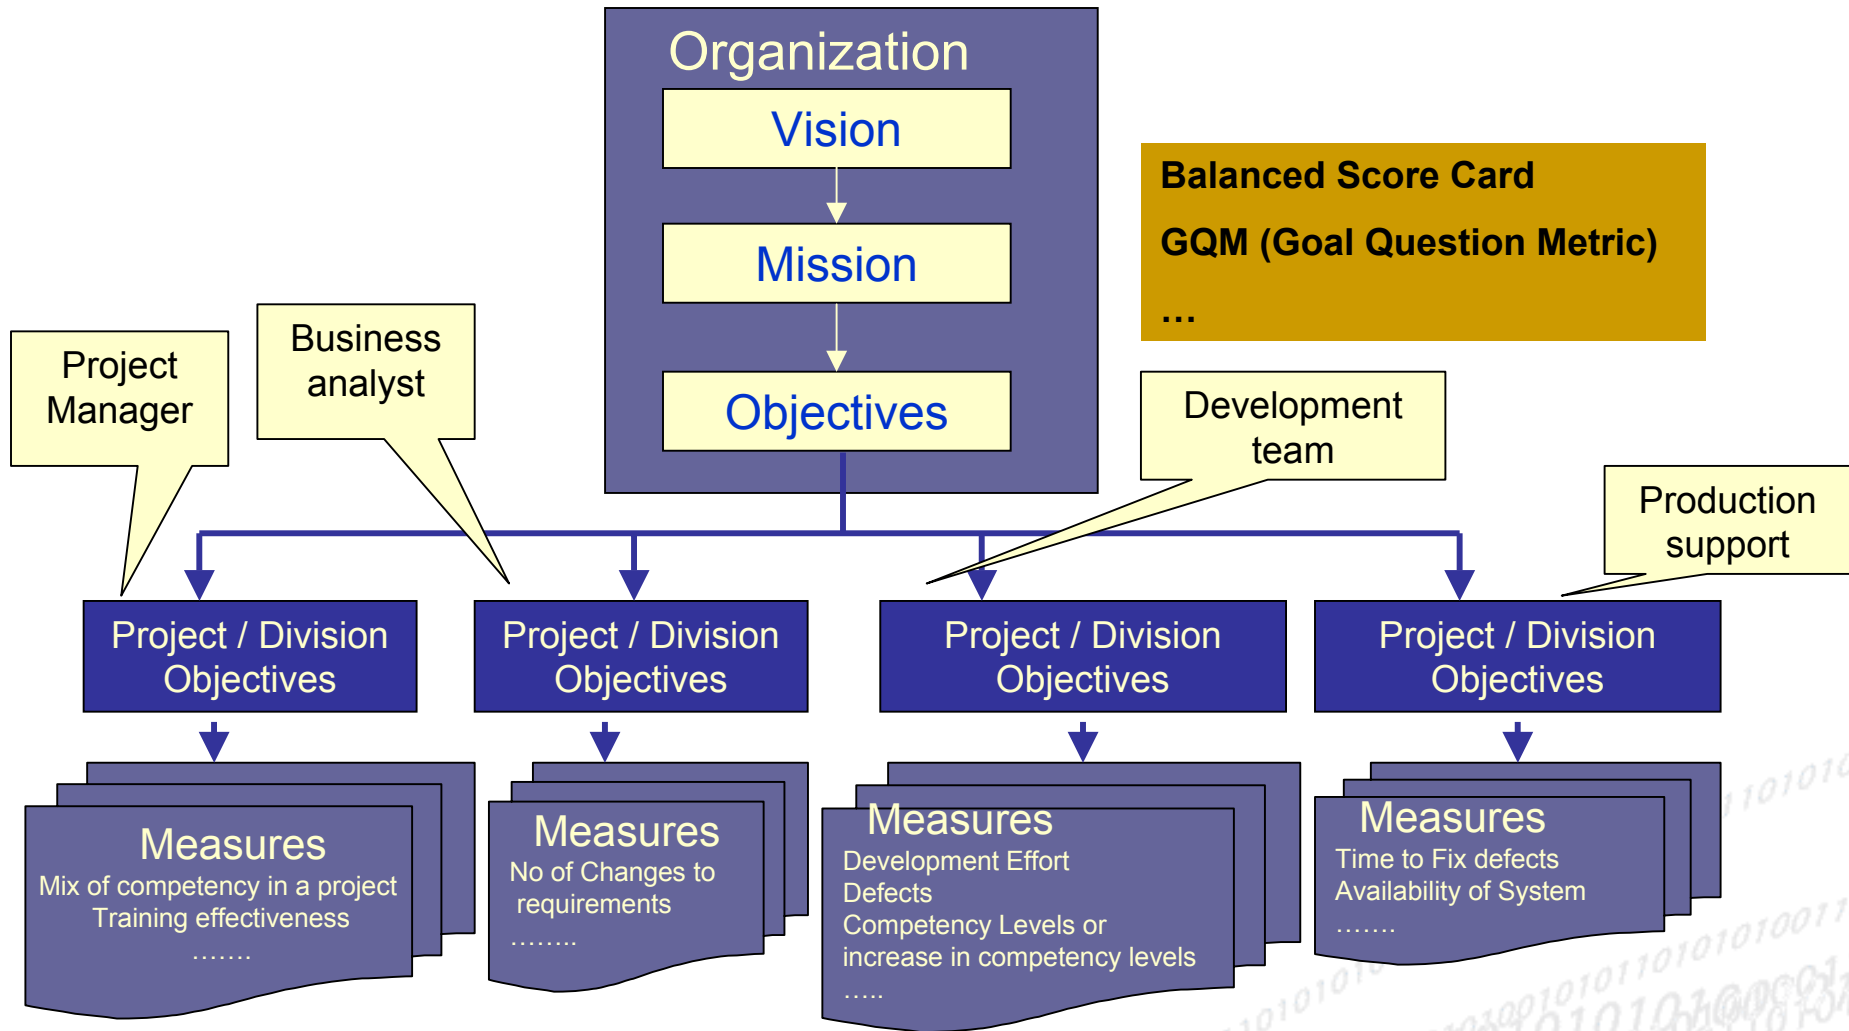 Organization
Vision
Mission
Objectives
Balanced Score Card
GQM (Goal Question Metric)
…
Project
Manager
Business
analyst
Development
team
Production
support
Project / Division
Objectives
Project / Division
Objectives
Project / Division
Objectives
Project / Division
Objectives
Measures
Mix of competency in a project
Training effectiveness
…….
Measures
No of Changes to
requirements
……..
Measures
Development Effort
Defects
Competency Levels or
increase in competency levels
…..
Measures
Time to Fix defects
Availability of System
…….